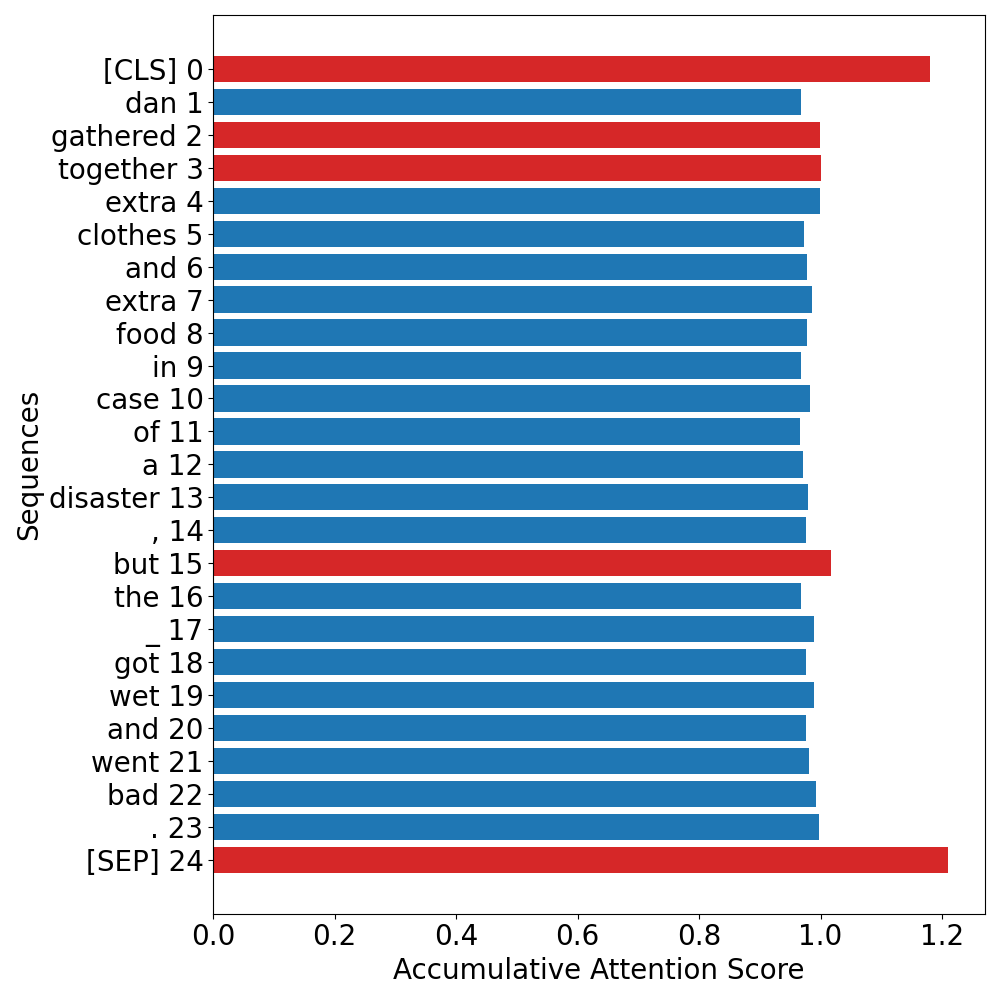 [CLS] 0
dan 1
gathered 2
together 3
extra 4
clothes 5
and 6
extra 7
food 8
in 9
case 10
of 11
a 12
disaster 13
, 14
but 15
the 16
_ 17
got 18
wet 19
and 20
went 21
bad 22
. 23
[SEP] 24
Sequences
0.0 0.2 0.4 0.6 0.8 1.0 1.2
Accumulative Attention Score